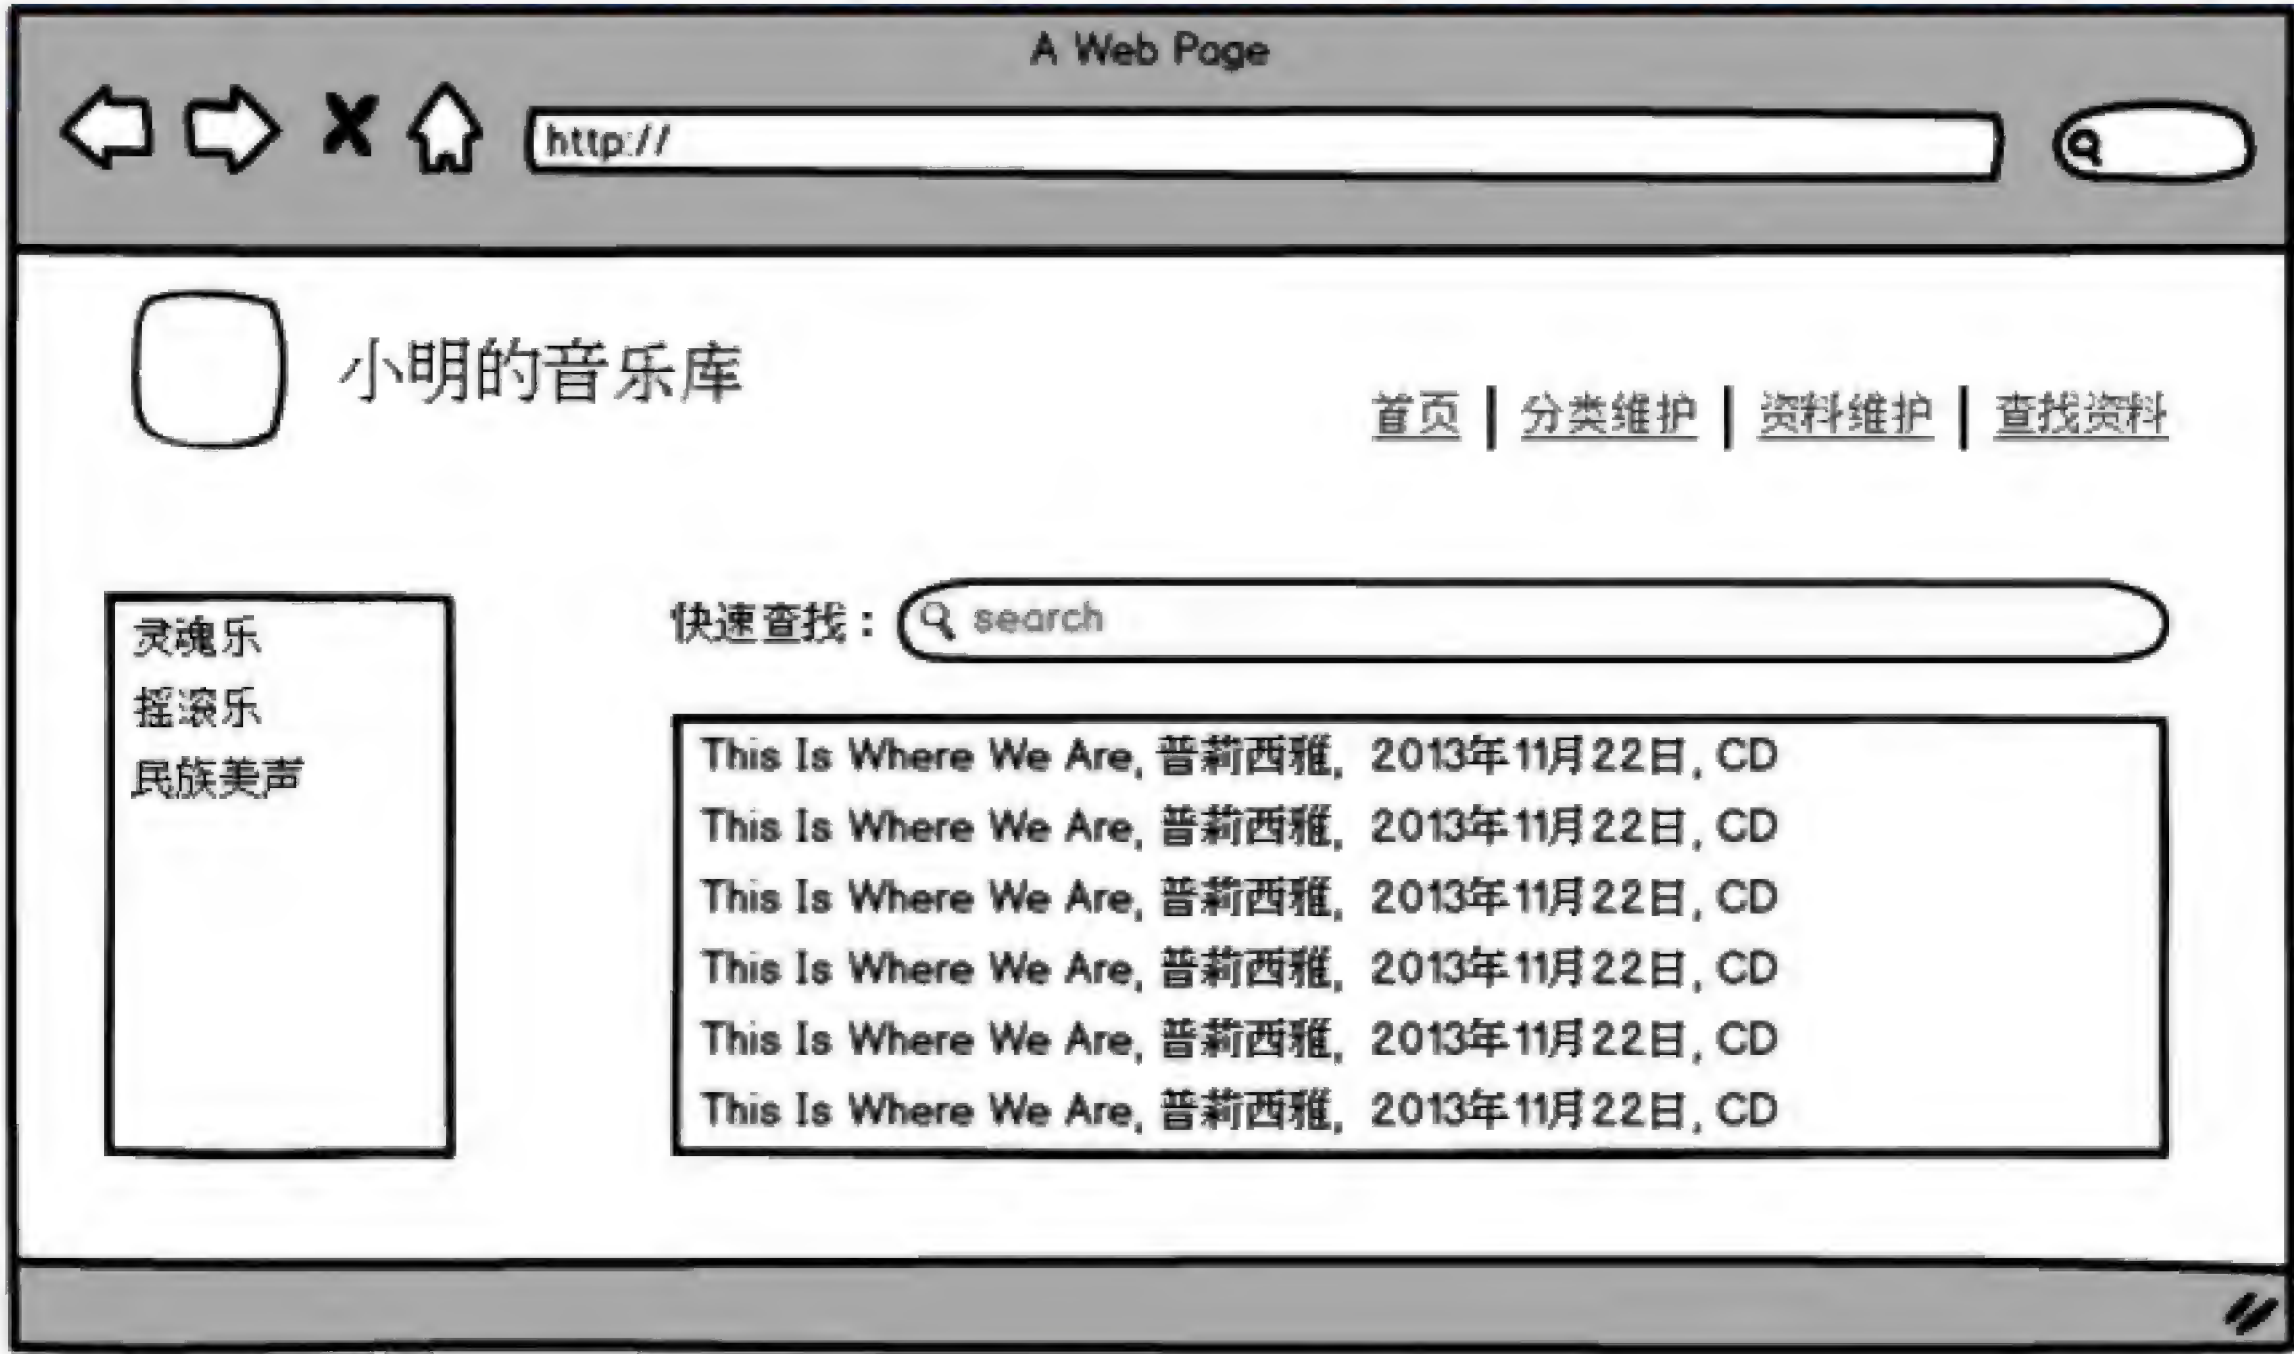 A Web Page
http://
小明的音乐库
首页 | 分类维护 | 资料维护 | 查找资料
灵魂乐
摇滚乐
民族美声
快速查找：search
This Is Where We Are, 普莉西雅, 2013年11月22日, CD
This Is Where We Are, 普莉西雅, 2013年11月22日, CD
This Is Where We Are, 普莉西雅, 2013年11月22日, CD
This Is Where We Are, 普莉西雅, 2013年11月22日, CD
This Is Where We Are, 普莉西雅, 2013年11月22日, CD
This Is Where We Are, 普莉西雅, 2013年11月22日, CD